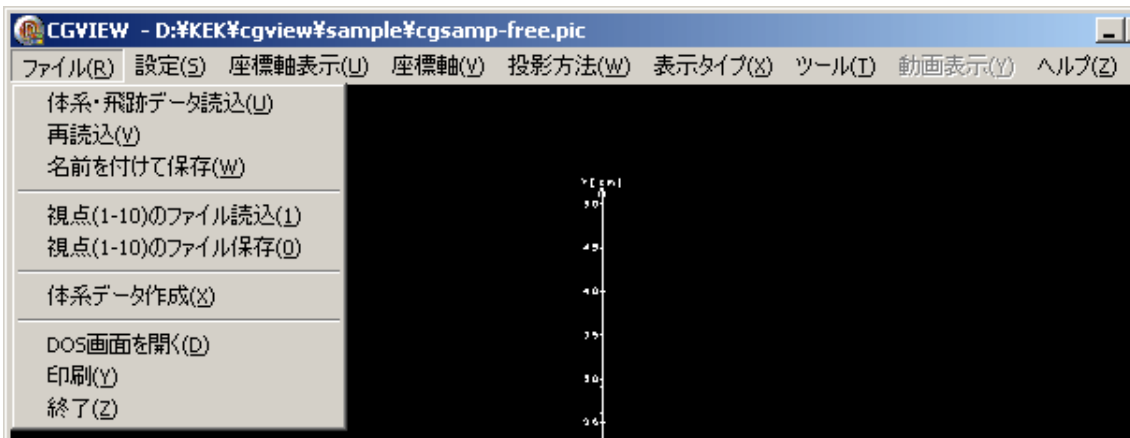 CGVIEW - D:¥KEK¥cgview¥sample¥cgsamp-free.pic
ファイル(R) 設定(S) 座標軸表示(U) 座標軸(V) 投影方法(W) 表示タイプ(X) ツール(T) 動画表示(Y) ヘルプ(Z)
体系・飛跡データ読込(U)
再読込(V)
名前を付けて保存(W)
視点(1-10)のファイル読込(1)
視点(1-10)のファイル保存(0)
体系データ作成(X)
DOS画面を開く(D)
印刷(Y)
終了(Z)
Y[cm]
45
40